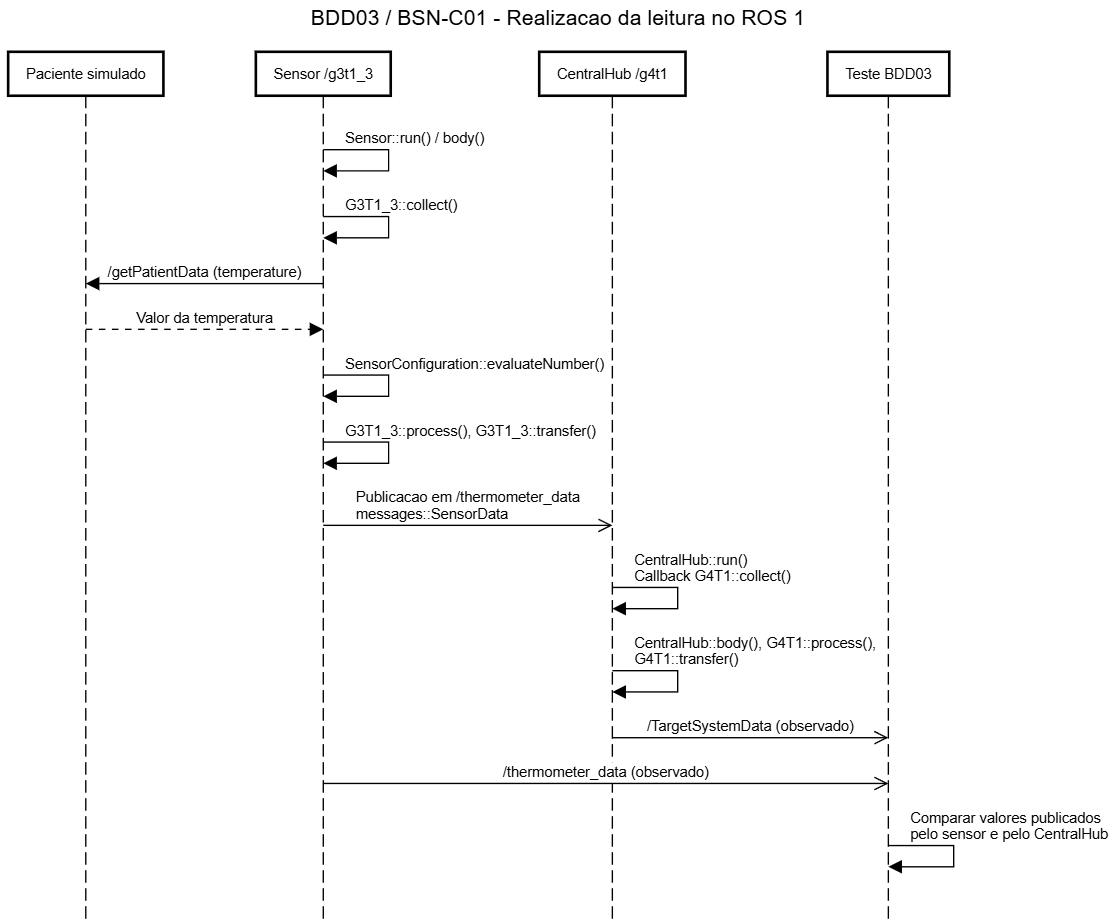 BDD03 / BSN-C01 - Realizacao da leitura no ROS 1
Paciente simulado
Sensor /g3t1_3
CentralHub /g4t1
Teste BDD03
Sensor::run() / body()
G3T1_3::collect()
/getPatientData (temperature)
Valor da temperatura
SensorConfiguration::evaluateNumber()
G3T1_3::process(), G3T1_3::transfer()
Publicacao em /thermometer_data
messages::SensorData
CentralHub::run()
Callback G4T1::collect()
CentralHub::body(), G4T1::process(),
G4T1::transfer()
/TargetSystemData (observado)
/thermometer_data (observado)
Comparar valores publicados
pelo sensor e pelo CentralHub